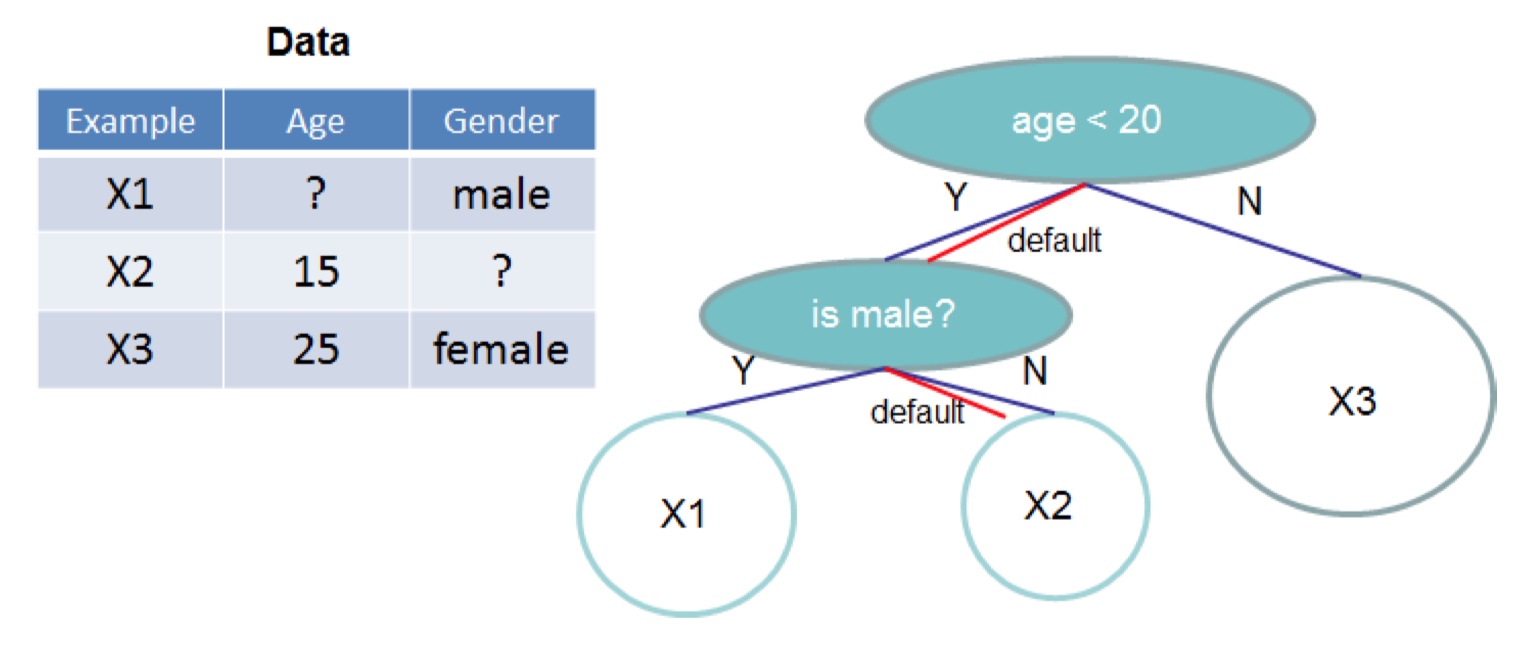 Data
Example Age Gender
X1 ? male
X2 15 ?
X3 25 female
age < 20
Y N
default
is male?
Y N
default
X1 X2 X3